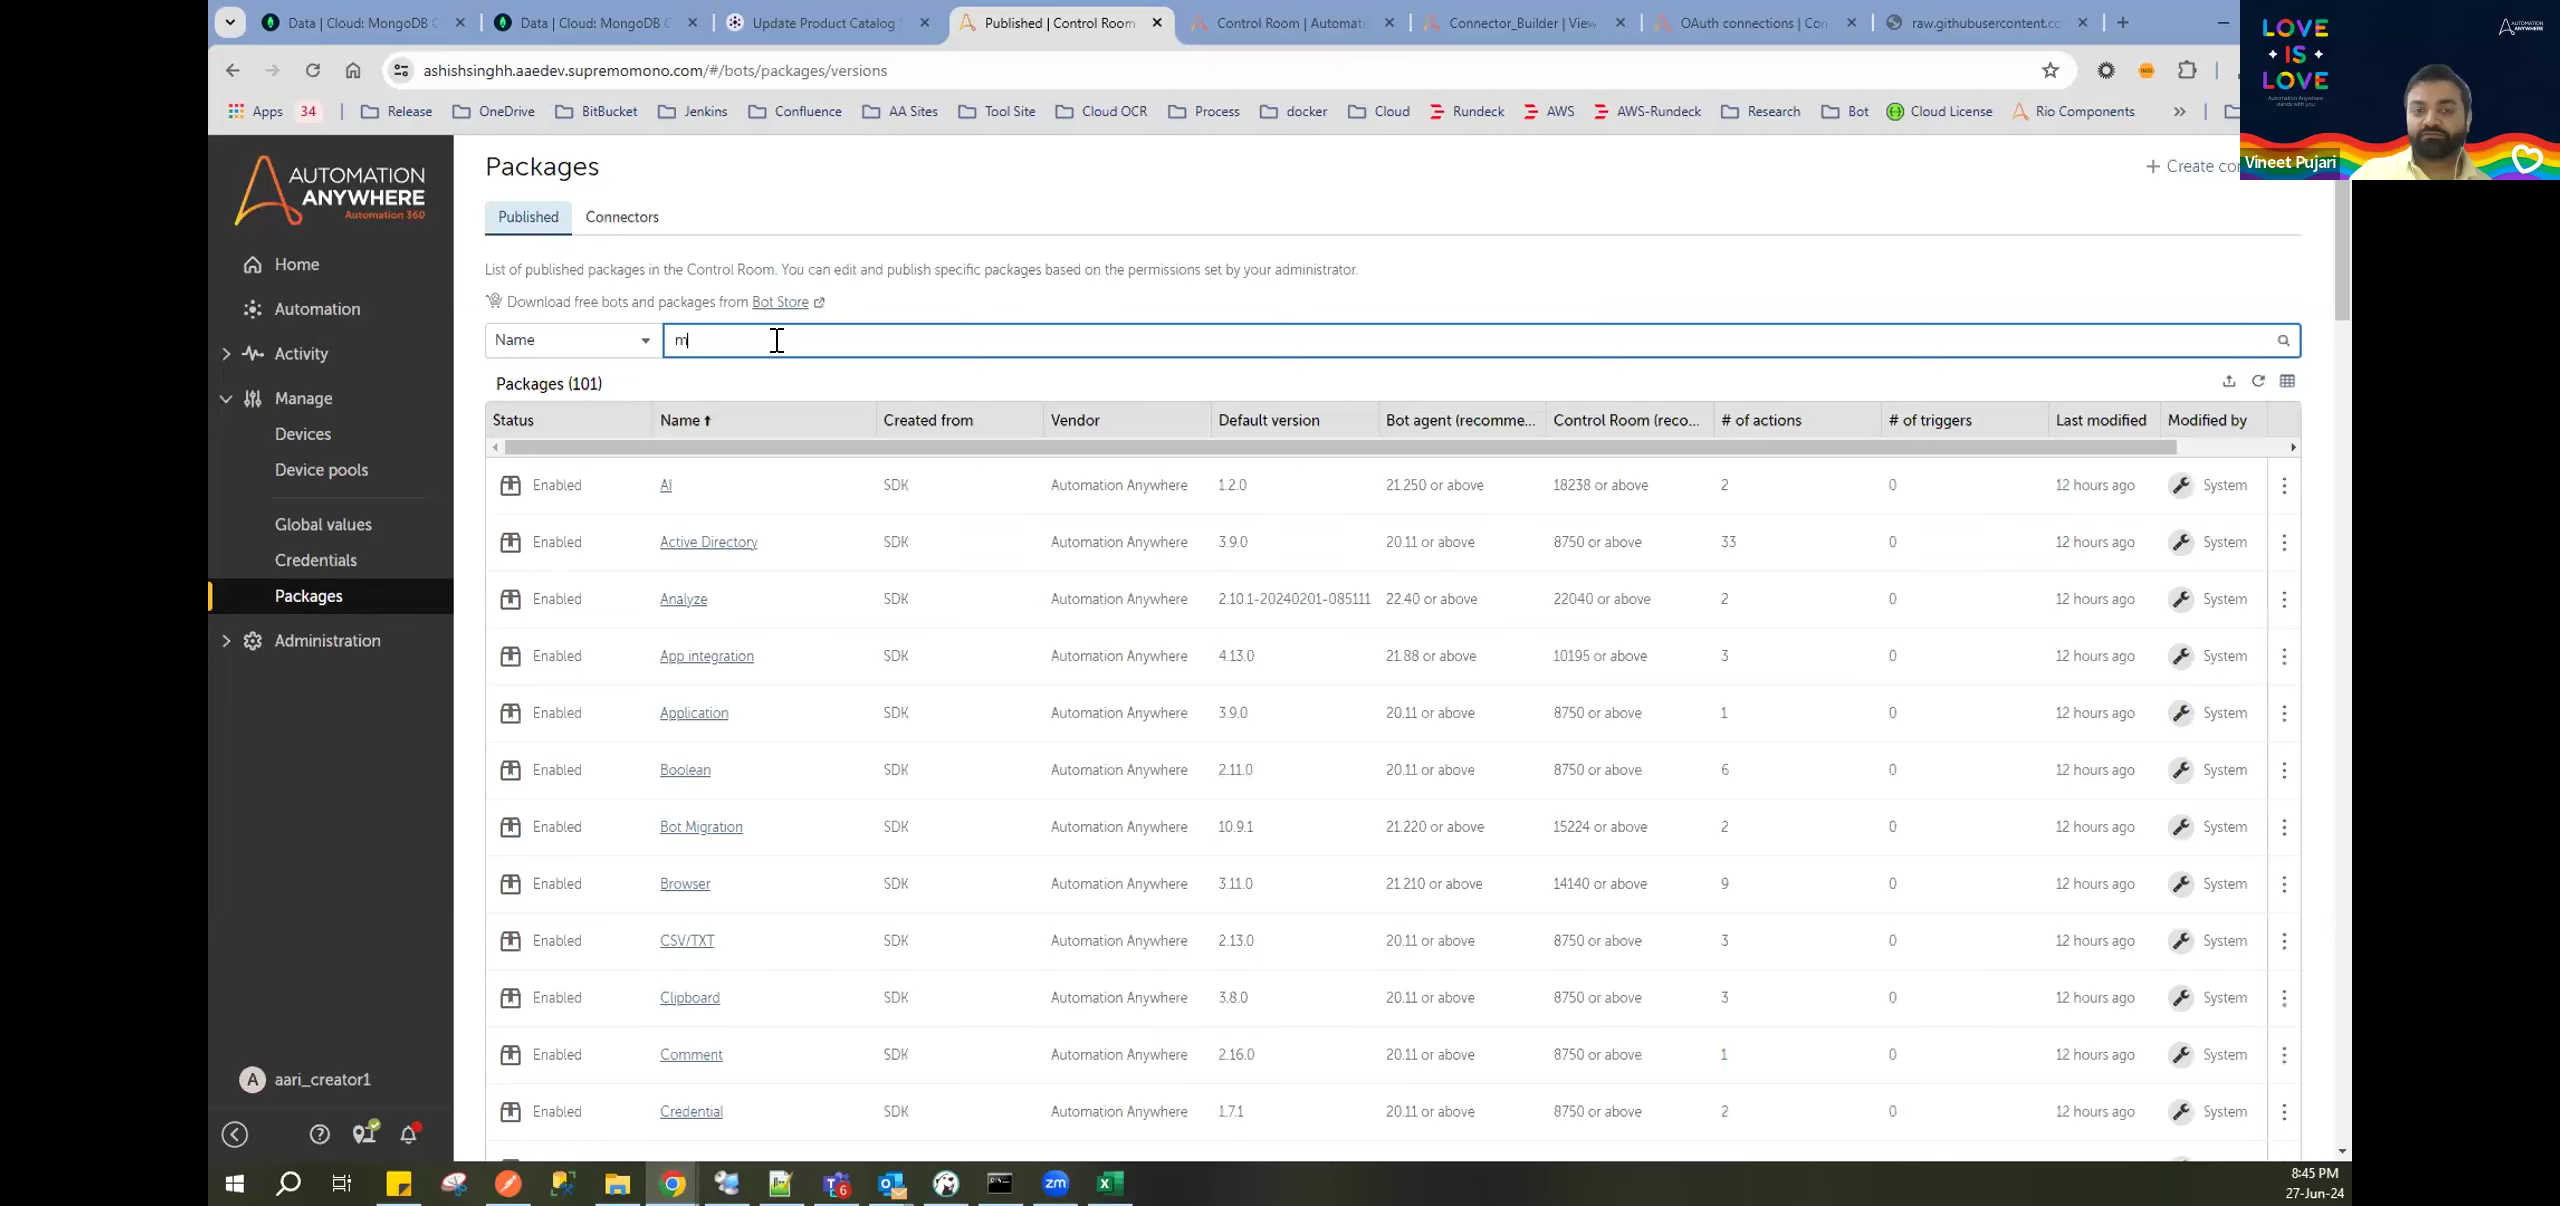 Data | Cloud: MongoDB C
Data | Cloud: MongoDB C
Update Product Catalog
Published | Control Room
Control Room | Automat
Connector_Builder | View
OAuth connections | Con
raw.githubusercontent.co
ashishsinghh.aaedev.supremomono.com/#/bots/packages/versions
Apps 34 Release OneDrive BitBucket Jenkins Confluence AA Sites Tool Site Cloud OCR Process docker Cloud Rundeck AWS AWS-Rundeck Research Bot Cloud License Rio Components
LOVE
IS
LOVE
Automation Anywhere
stands with you
AUTOMATION
ANYWHERE
Vineet Pujari
AUTOMATION
ANYWHERE
Automation 360
Home
Automation
Activity
Manage
Devices
Device pools
Global values
Credentials
Packages
Administration
A aari_creator1
Packages
+ Create con
Published Connectors
List of published packages in the Control Room. You can edit and publish specific packages based on the permissions set by your administrator.
Download free bots and packages from Bot Store
Name m
Packages (101)
Status Name Created from Vendor Default version Bot agent (recomme... Control Room (reco... # of actions # of triggers Last modified Modified by
Enabled AI SDK Automation Anywhere 1.2.0 21.250 or above 18238 or above 2 0 12 hours ago System
Enabled Active Directory SDK Automation Anywhere 3.9.0 20.11 or above 8750 or above 33 0 12 hours ago System
Enabled Analyze SDK Automation Anywhere 2.10.1-20240201-085111 22.40 or above 22040 or above 2 0 12 hours ago System
Enabled App integration SDK Automation Anywhere 4.13.0 21.88 or above 10195 or above 3 0 12 hours ago System
Enabled Application SDK Automation Anywhere 3.9.0 20.11 or above 8750 or above 1 0 12 hours ago System
Enabled Boolean SDK Automation Anywhere 2.11.0 20.11 or above 8750 or above 6 0 12 hours ago System
Enabled Bot Migration SDK Automation Anywhere 10.9.1 21.220 or above 15224 or above 2 0 12 hours ago System
Enabled Browser SDK Automation Anywhere 3.11.0 21.210 or above 14140 or above 9 0 12 hours ago System
Enabled CSV/TXT SDK Automation Anywhere 2.13.0 20.11 or above 8750 or above 3 0 12 hours ago System
Enabled Clipboard SDK Automation Anywhere 3.8.0 20.11 or above 8750 or above 3 0 12 hours ago System
Enabled Comment SDK Automation Anywhere 2.16.0 20.11 or above 8750 or above 1 0 12 hours ago System
Enabled Credential SDK Automation Anywhere 1.7.1 20.11 or above 8750 or above 2 0 12 hours ago System
6
zm
8:45 PM
27-Jun-24